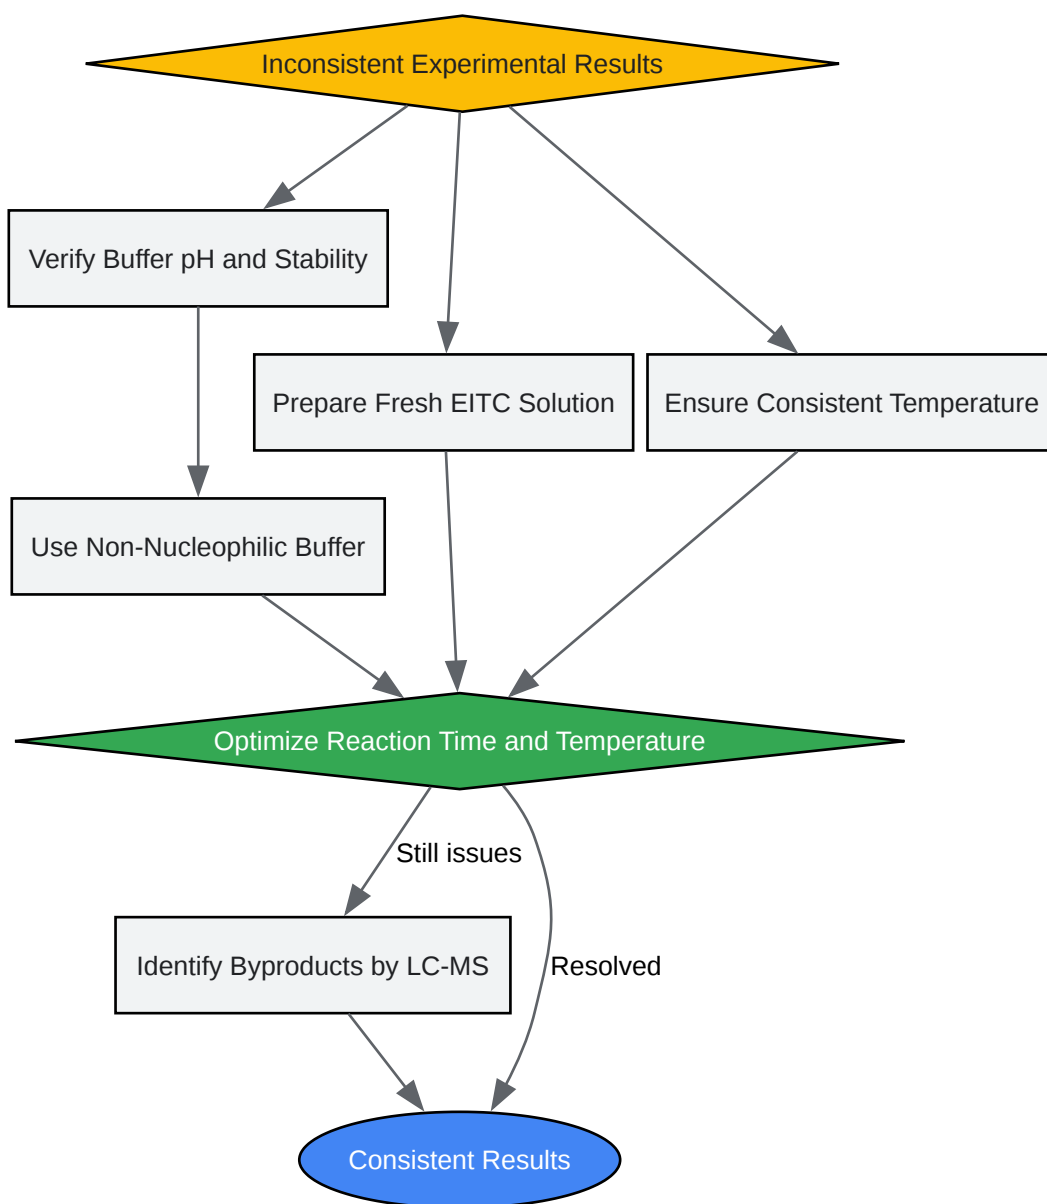 Inconsistent Experimental Results
Verify Buffer pH and Stability
Prepare Fresh EITC Solution
Ensure Consistent Temperature
Use Non-Nucleophilic Buffer
Optimize Reaction Time and Temperature
Still issues
Identify Byproducts by LC-MS
Resolved
Consistent Results